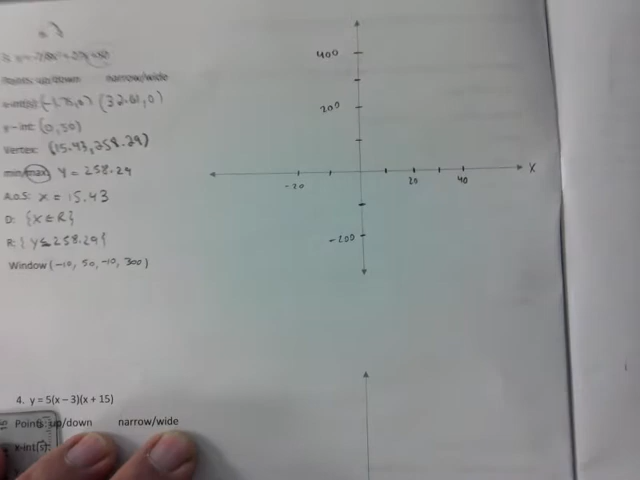 Points up/down narrow/wide
x-int(s): (-1.75,0) (32.61,0)
y-int: (0,50)
Vertex: (15.43,258.29)
min/max y = 258.29
A.o.S: x = 15.43
D: {x∈R}
R: {y≤258.29}
Window (-10, 50, -10, 300)
400
200
-20
20
40
X
-200
4. y = 5(x – 3)(x + 15)
Points up/down narrow/wide
x-int(s):
15